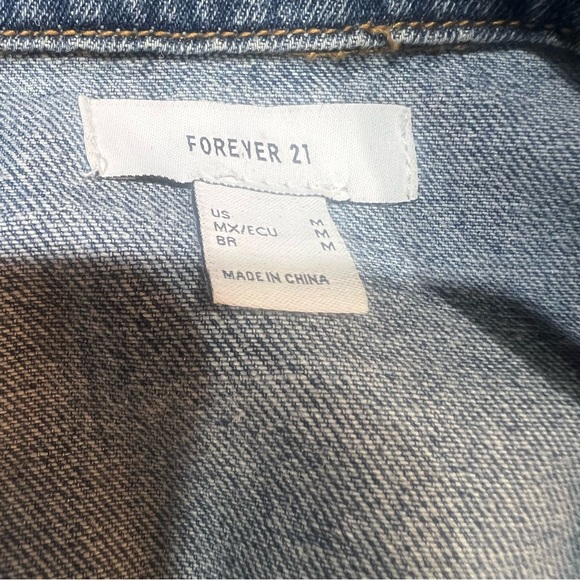 FOREVER 21
US M
MX/ECU M
BR M
MADE IN CHINA